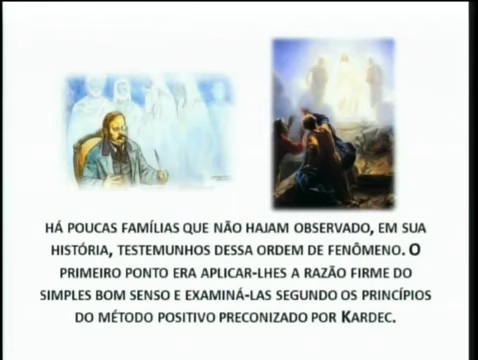 HÁ POUCAS FAMÍLIAS QUE NÃO HAJAM OBSERVADO, EM SUA
HISTÓRIA, TESTEMUNHOS DESSA ORDEM DE FENÔMENO. O
PRIMEIRO PONTO ERA APLICAR-LHES A RAZÃO FIRME DO
SIMPLES BOM SENSO E EXAMINÁ-LAS SEGUNDO OS PRINCÍPIOS
DO MÉTODO POSITIVO PRECONIZADO POR KARDEC.